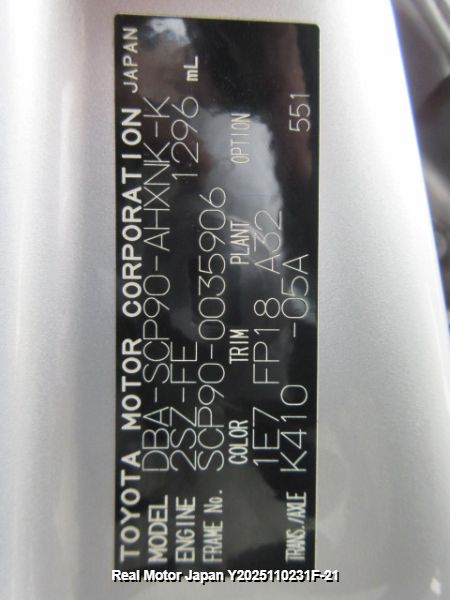 TOYOTA MOTOR CORPORATION JAPAN
MODEL DBA-SCP90-AHXNK-K
ENGINE 2SZ-FE 1296 mL
FRAME No. SCP90-0035906
COLOR TRIM PLANT OPTION
1E7 FP18 A32
TRANS./AXLE K410 -05A 551
Real Motor Japan Y2025110231F-21